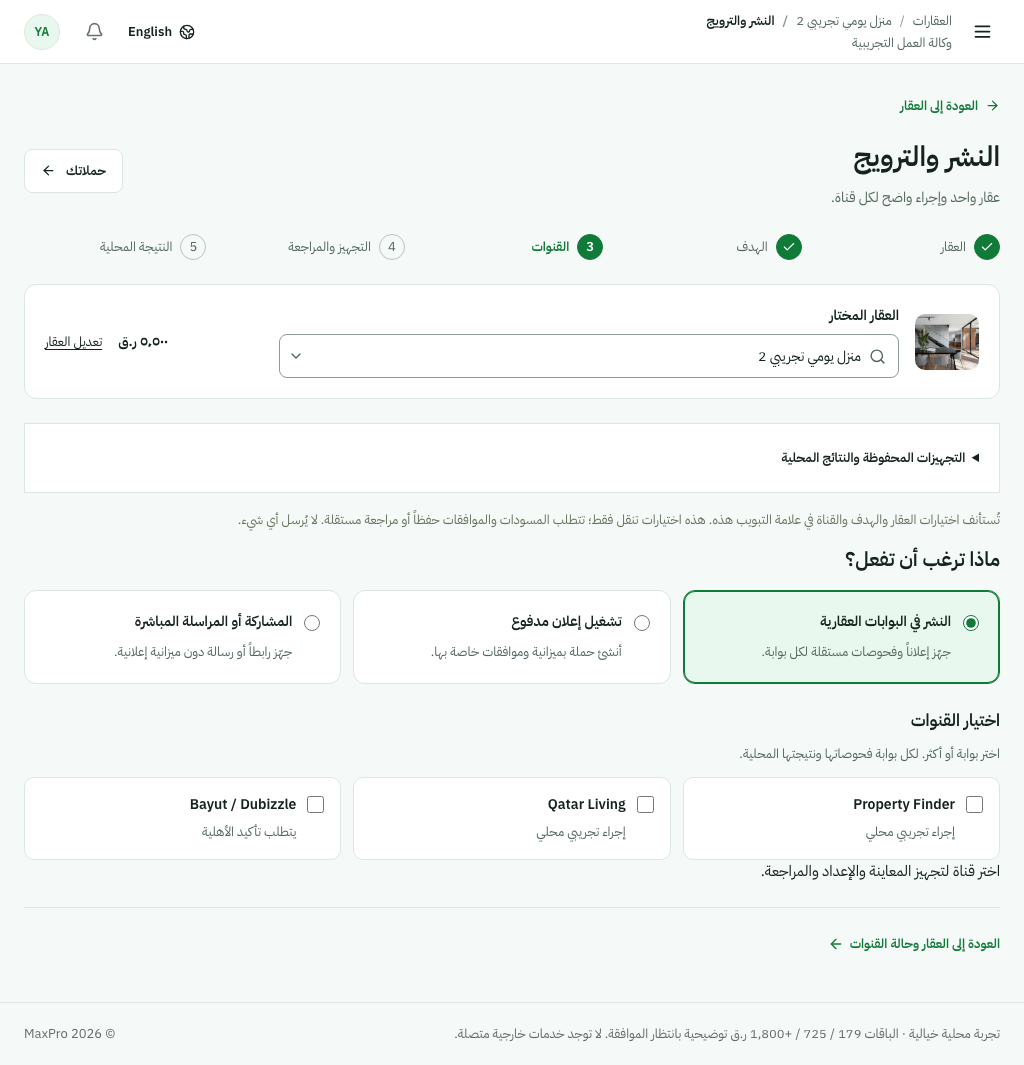 العقارات / منزل يومي تجريبي 2 / النشر والترويج
وكالة العمل التجريبية
English
YA
العودة إلى العقار
النشر والترويج
عقار واحد وإجراء واضح لكل قناة.
حملاتك
العقار
الهدف
3 القنوات
4 التجهيز والمراجعة
5 النتيجة المحلية
العقار المختار
منزل يومي تجريبي 2
٥٬٥٠٠ ر.ق
تعديل العقار
التجهيزات المحفوظة والنتائج المحلية
تُستأنف اختيارات العقار والهدف والقناة في علامة التبويب هذه. هذه اختيارات تنقل فقط؛ تتطلب المسودات والموافقات حفظاً أو مراجعة مستقلة. لا يُرسل أي شيء.
ماذا ترغب أن تفعل؟
النشر في البوابات العقارية
جهّز إعلاناً وفحوصات مستقلة لكل بوابة.
تشغيل إعلان مدفوع
أنشئ حملة بميزانية وموافقات خاصة بها.
المشاركة أو المراسلة المباشرة
جهّز رابطاً أو رسالة دون ميزانية إعلانية.
اختيار القنوات
اختر بوابة أو أكثر. لكل بوابة فحوصاتها ونتيجتها المحلية.
Property Finder
إجراء تجريبي محلي
Qatar Living
إجراء تجريبي محلي
Bayut / Dubizzle
يتطلب تأكيد الأهلية
اختر قناة لتجهيز المعاينة والإعداد والمراجعة.
العودة إلى العقار وحالة القنوات
تجربة محلية خيالية · الباقات 179 / 725 / +1,800 ر.ق توضيحية بانتظار الموافقة. لا توجد خدمات خارجية متصلة.
© 2026 MaxPro